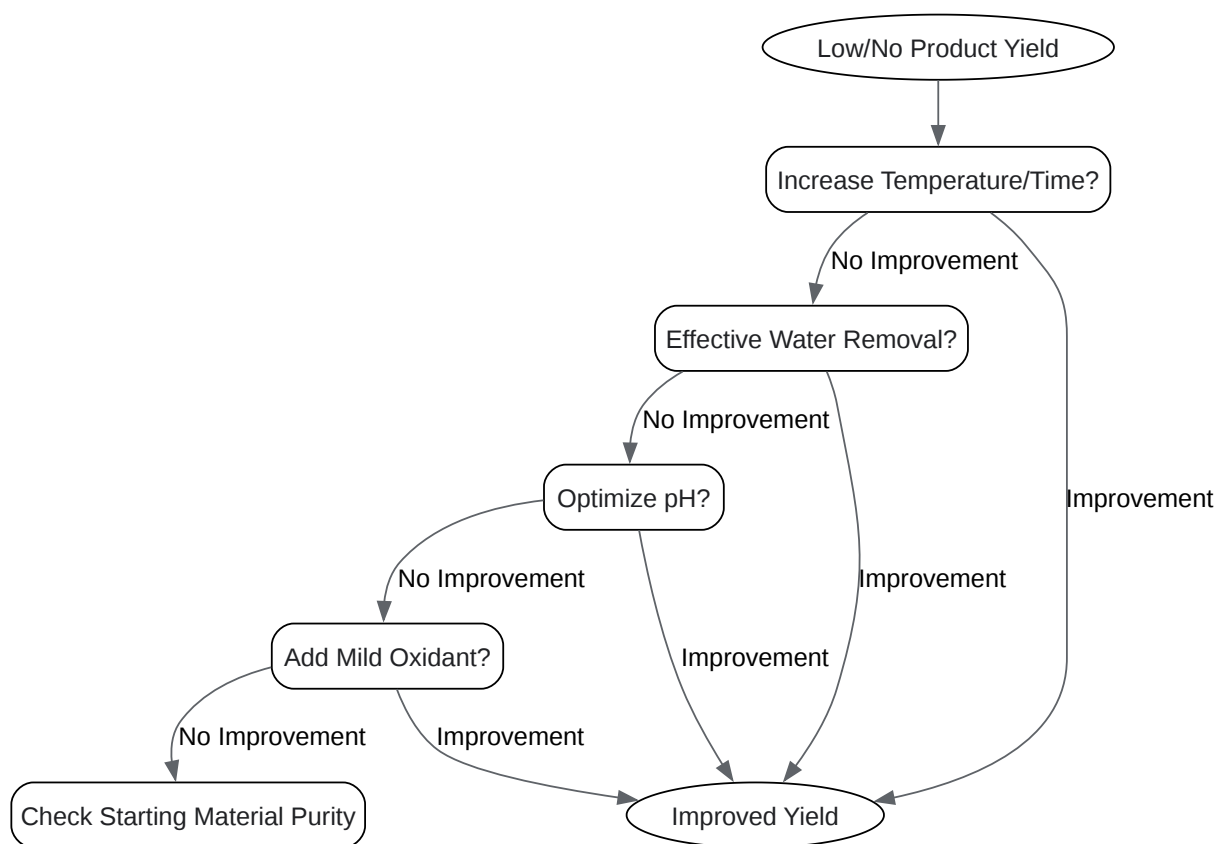 Low/No Product Yield
Increase Temperature/Time?
No Improvement
Effective Water Removal?
No Improvement
Optimize pH?
Improvement
No Improvement
Improvement
Add Mild Oxidant?
Improvement
No Improvement
Improvement
Check Starting Material Purity
Improved Yield